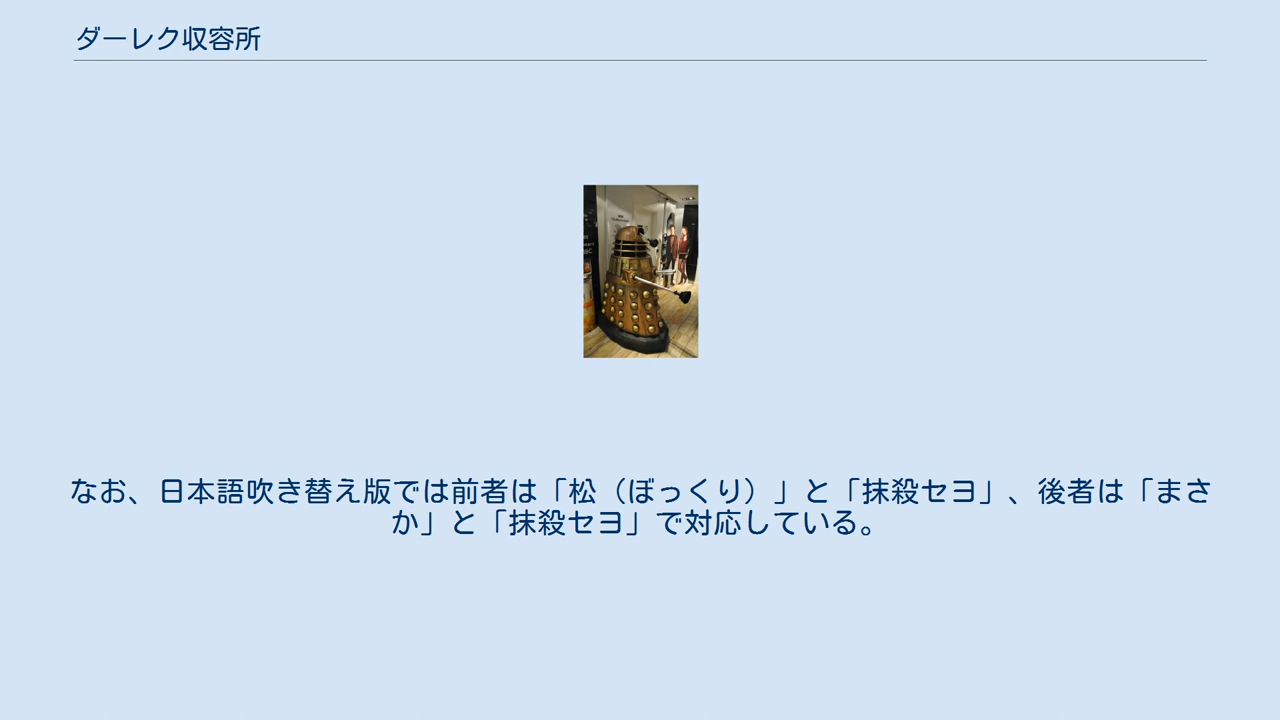 ダーレク収容所
なお、日本語吹き替え版では前者は「松（ぼっくり）」と「抹殺セヨ」、後者は「まさ
か」と「抹殺セヨ」で対応している。